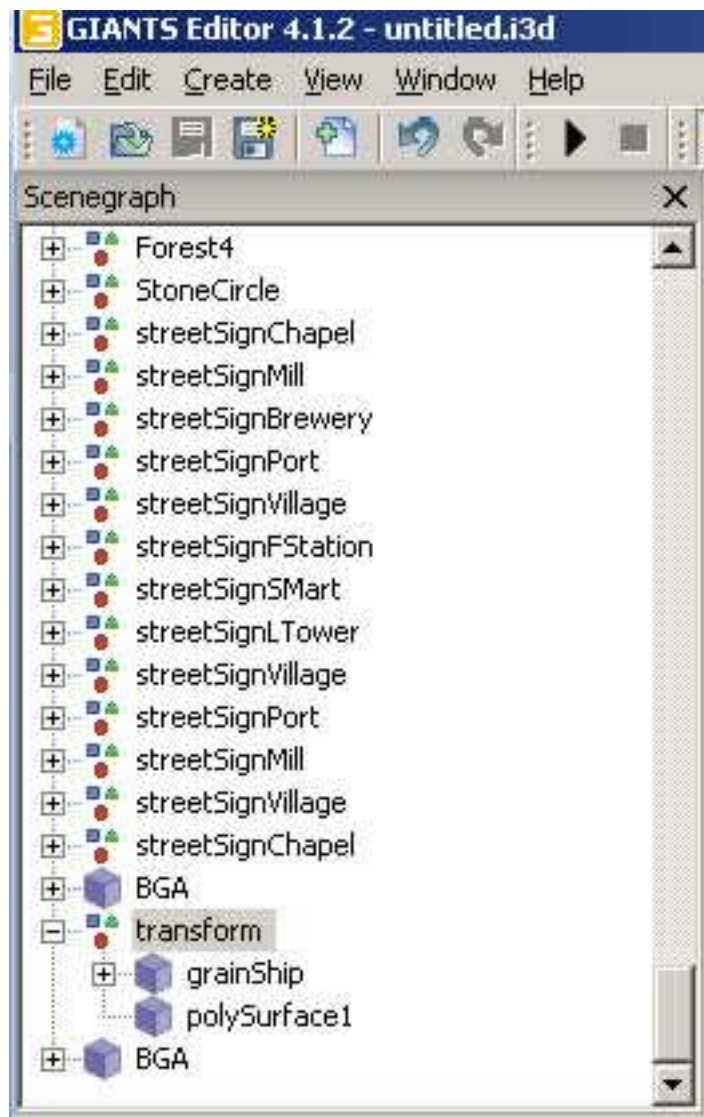 GIANTS Editor 4.1.2 - untitled.i3d
File Edit Create View Window Help
Scenegraph
Forest4
StoneCircle
streetSignChapel
streetSignMill
streetSignBrewery
streetSignPort
streetSignVillage
streetSignFStation
streetSignSMart
streetSignLTower
streetSignVillage
streetSignPort
streetSignMill
streetSignVillage
streetSignChapel
BGA
transform
grainShip
polySurface1
BGA